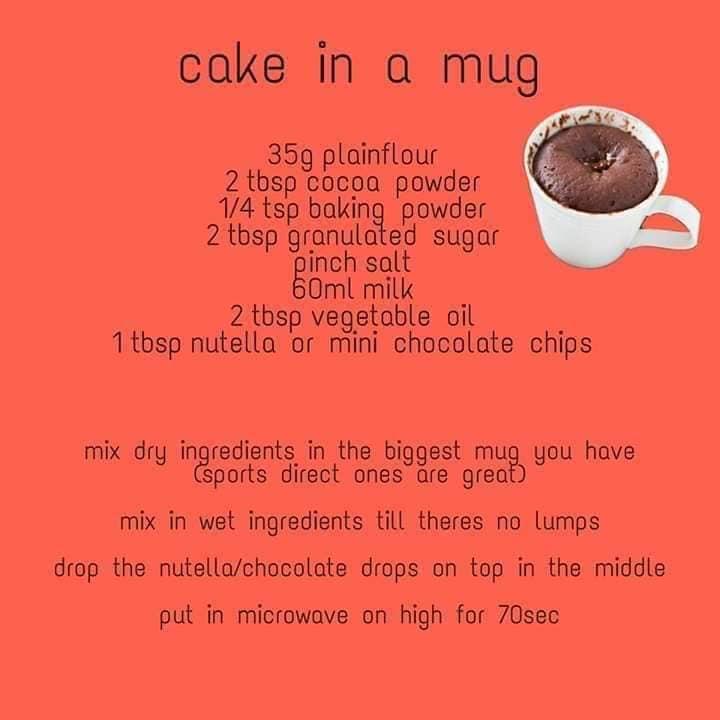 cake in a mug
35g plainflour
2 tbsp cocoa powder
1/4 tsp baking powder
2 tbsp granulated sugar
pinch salt
60ml milk
2 tbsp vegetable oil
1 tbsp nutella or mini chocolate chips
mix dry ingredients in the biggest mug you have
(sports direct ones are great)
mix in wet ingredients till theres no lumps
drop the nutella/chocolate drops on top in the middle
put in microwave on high for 70sec